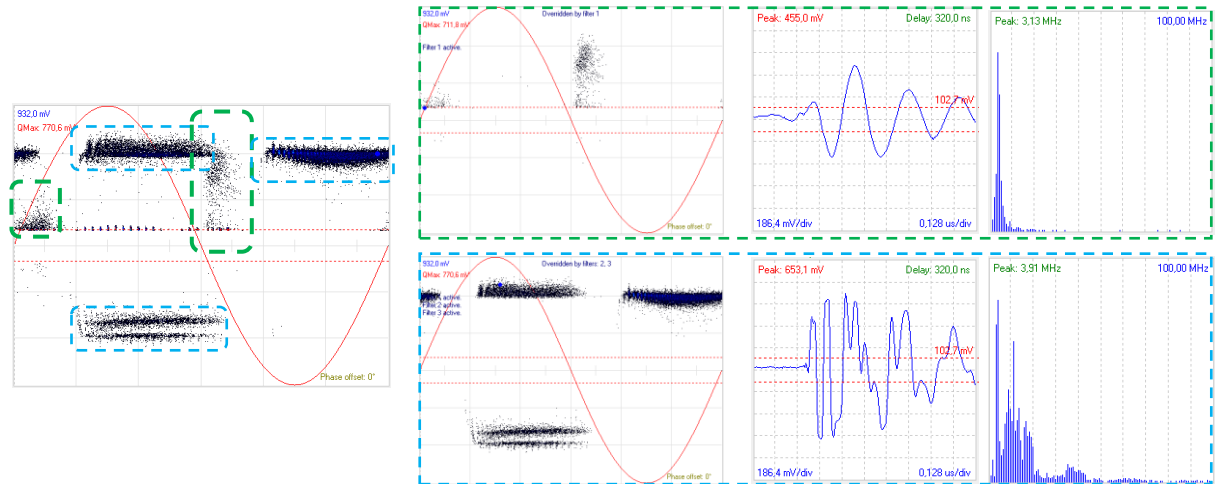 932,0 mV
QMax: 770,6 mV
Phase offset: 0°
932,0 mV
Overridden by filter 1
QMax: 711,8 mV
Filter 1 active.
Phase offset: 0°
Peak: 455,0 mV
Delay: 320,0 ns
102,7 mV
186,4 mV/div
0,128 us/div
Peak: 3,13 MHz
100,00 MHz
932,0 mV
Overridden by filters: 2, 3
QMax: 770,6 mV
Filter 2 active.
Filter 3 active.
Phase offset: 0°
Peak: 653,1 mV
Delay: 320,0 ns
102,7 mV
186,4 mV/div
0,128 us/div
Peak: 3,91 MHz
100,00 MHz